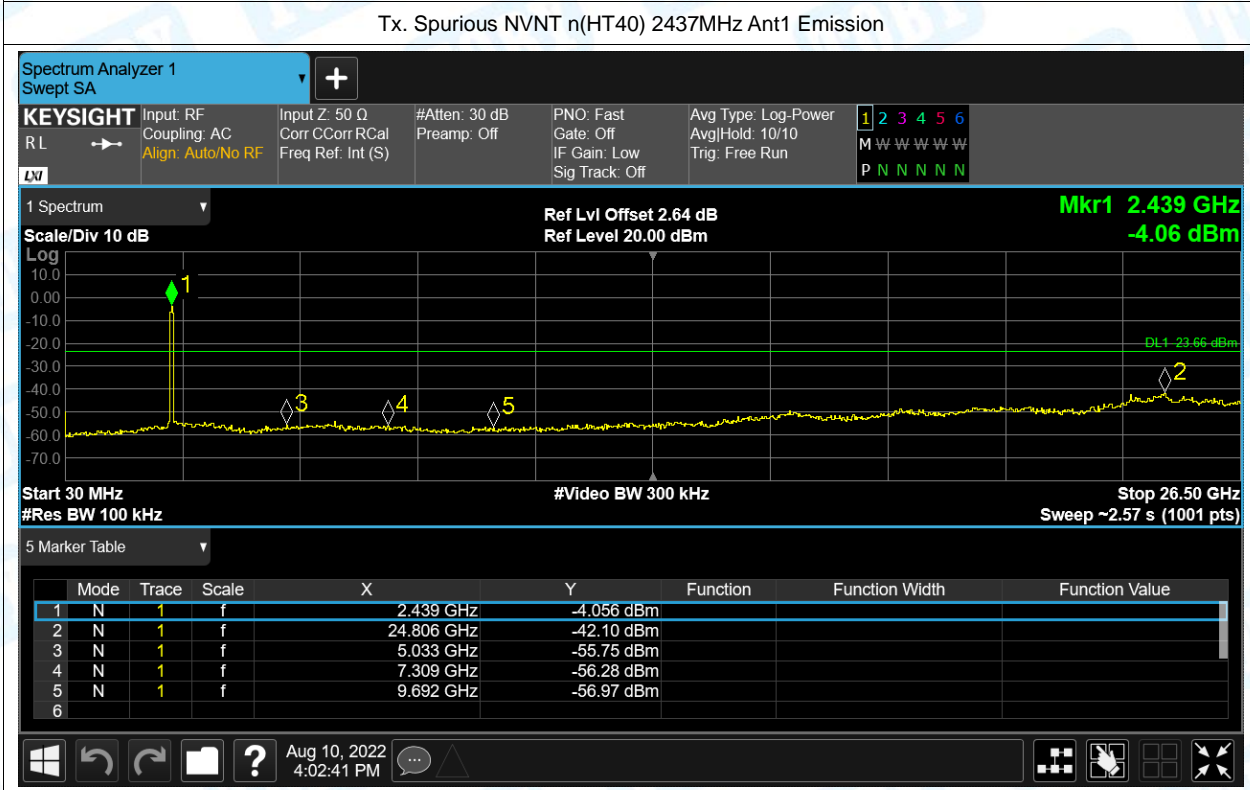 Tx. Spurious NVNT n(HT40) 2437MHz Ant1 Emission
Spectrum Analyzer 1
Swept SA
KEYSIGHT
RL
LXI
Input: RF
Coupling: AC
Align: Auto/No RF
Input Z: 50 Ω
Corr CCorr RCal
Freq Ref: Int (S)
#Atten: 30 dB
Preamp: Off
PNO: Fast
Gate: Off
IF Gain: Low
Sig Track: Off
Avg Type: Log-Power
Avg|Hold: 10/10
Trig: Free Run
1 2 3 4 5 6
M W W W W W
P N N N N N
1 Spectrum
Scale/Div 10 dB
Ref Lvl Offset 2.64 dB
Ref Level 20.00 dBm
Mkr1 2.439 GHz
-4.06 dBm
Log
10.0
0.00
-10.0
-20.0
-30.0
-40.0
-50.0
-60.0
-70.0
1
DL1 -23.66 dBm
2
3
4
5
Start 30 MHz
#Video BW 300 kHz
Stop 26.50 GHz
#Res BW 100 kHz
Sweep ~2.57 s (1001 pts)
5 Marker Table
Mode Trace Scale X Y Function Function Width Function Value
1 N 1 f 2.439 GHz -4.056 dBm
2 N 1 f 24.806 GHz -42.10 dBm
3 N 1 f 5.033 GHz -55.75 dBm
4 N 1 f 7.309 GHz -56.28 dBm
5 N 1 f 9.692 GHz -56.97 dBm
6
?
Aug 10, 2022
4:02:41 PM